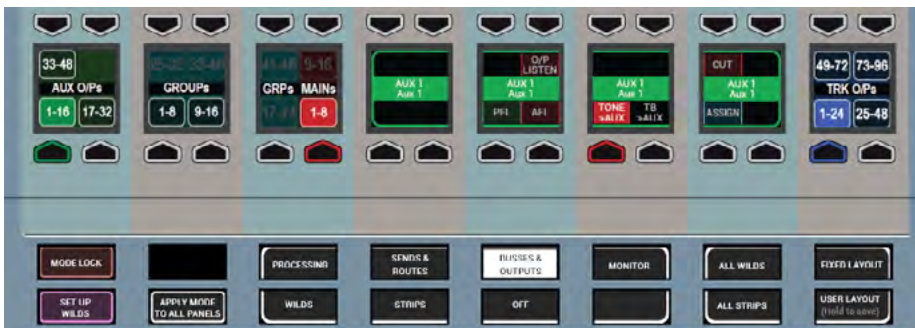 33-48
AUX O/Ps
1-16 17-32
GROUPs
1-8 9-16
9-16
GRPs MAINs
1-8
AUX 1
Aux 1
O/P
LISTEN
AUX 1
Aux 1
PFL AFL
AUX 1
Aux 1
TONE >AUX
TB >AUX
CUT
AUX 1
Aux 1
ASSIGN
49-72 73-96
TRK O/Ps
1-24 25-48
MODE LOCK
PROCESSING
SENDS &
ROUTES
BUSSES &
OUTPUTS
MONITOR
ALL WILDS
FIXED LAYOUT
SET UP
WILDS
APPLY MODE
TO ALL PANELS
WILDS
STRIPS
OFF
ALL STRIPS
USER LAYOUT
(Hold to save)